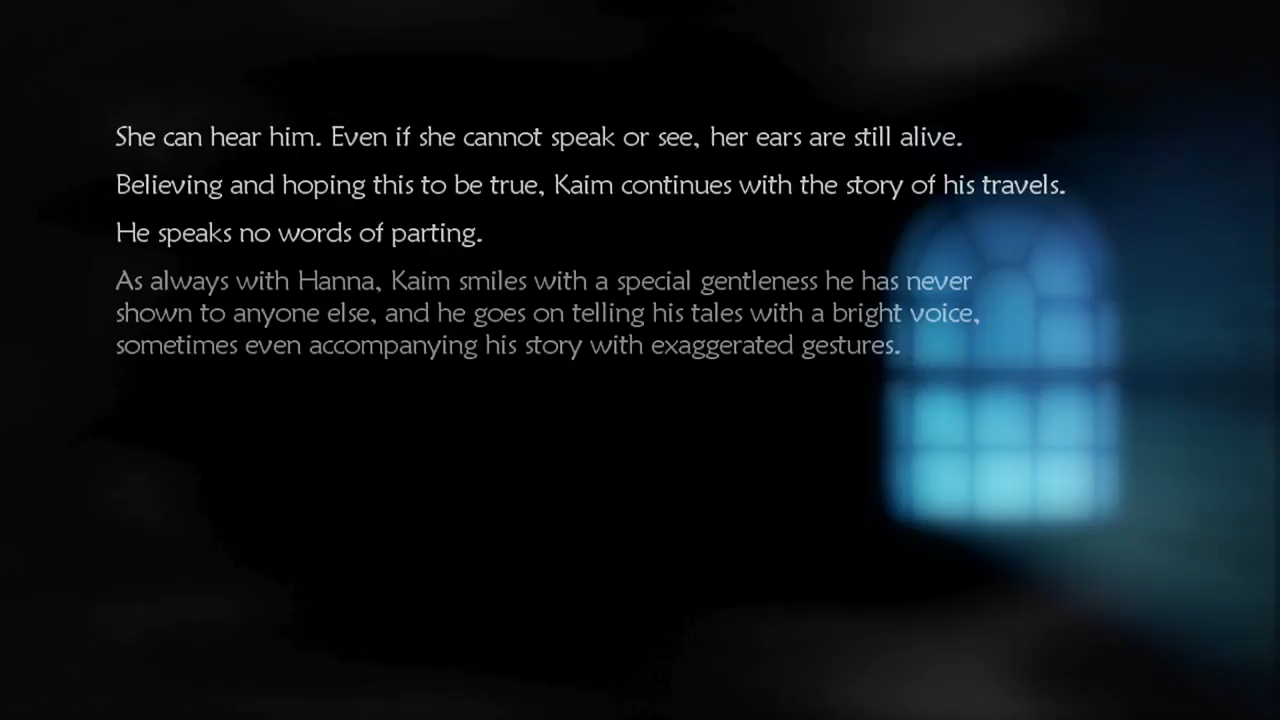 She can hear him. Even if she cannot speak or see, her ears are still alive.
Believing and hoping this to be true, Kaim continues with the story of his travels.
He speaks no words of parting.
As always with Hanna, Kaim smiles with a special gentleness he has never
shown to anyone else, and he goes on telling his tales with a bright voice,
sometimes even accompanying his story with exaggerated gestures.